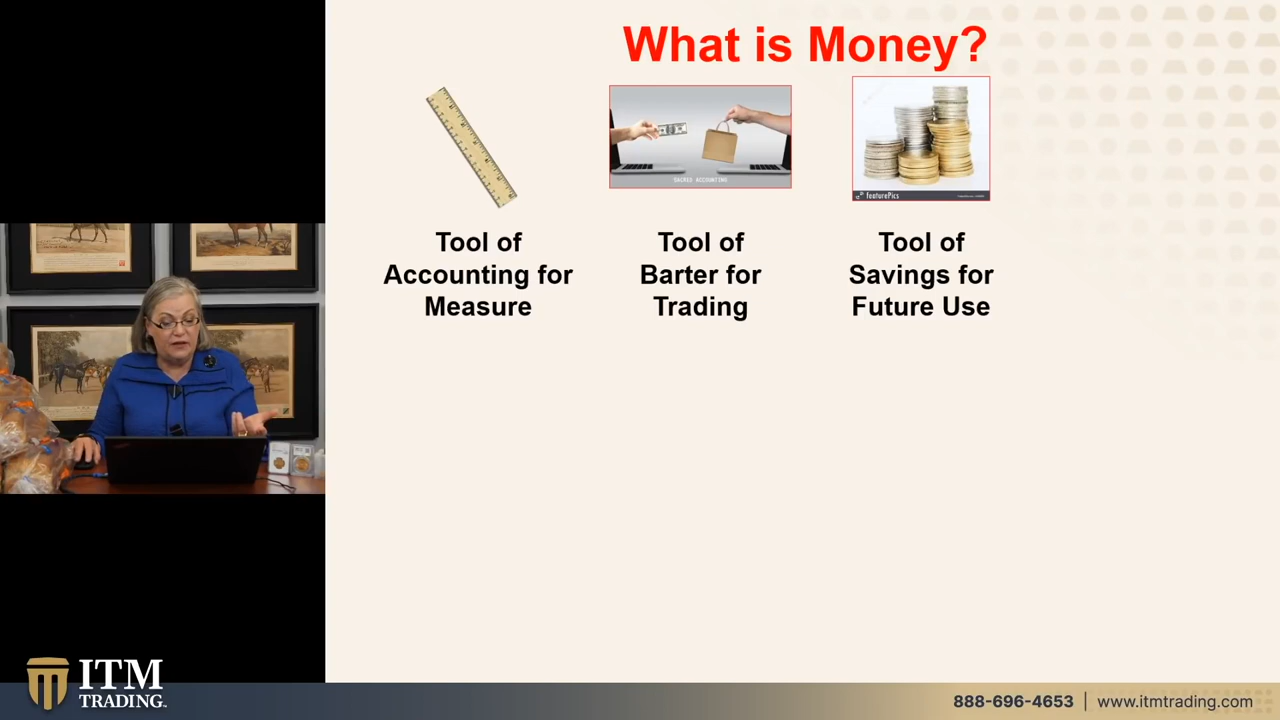 What is Money?
SACRED ACCOUNTING
featurePics
Tool of
Accounting for
Measure
Tool of
Barter for
Trading
Tool of
Savings for
Future Use
ITM
TRADING
888-696-4653 | www.itmtrading.com